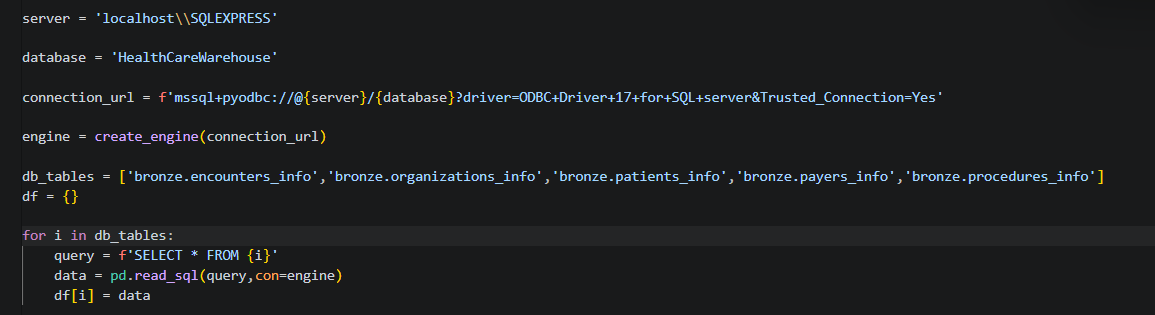 server = 'localhost\\SQLEXPRESS'
database = 'HealthCareWarehouse'
connection_url = f'mssql+pyodbc://@{server}/{database}?driver=ODBC+Driver+17+for+SQL+server&Trusted_Connection=Yes'
engine = create_engine(connection_url)
db_tables = ['bronze.encounters_info','bronze.organizations_info','bronze.patients_info','bronze.payers_info','bronze.procedures_info']
df = {}
for i in db_tables:
    query = f'SELECT * FROM {i}'
    data = pd.read_sql(query,con=engine)
    df[i] = data